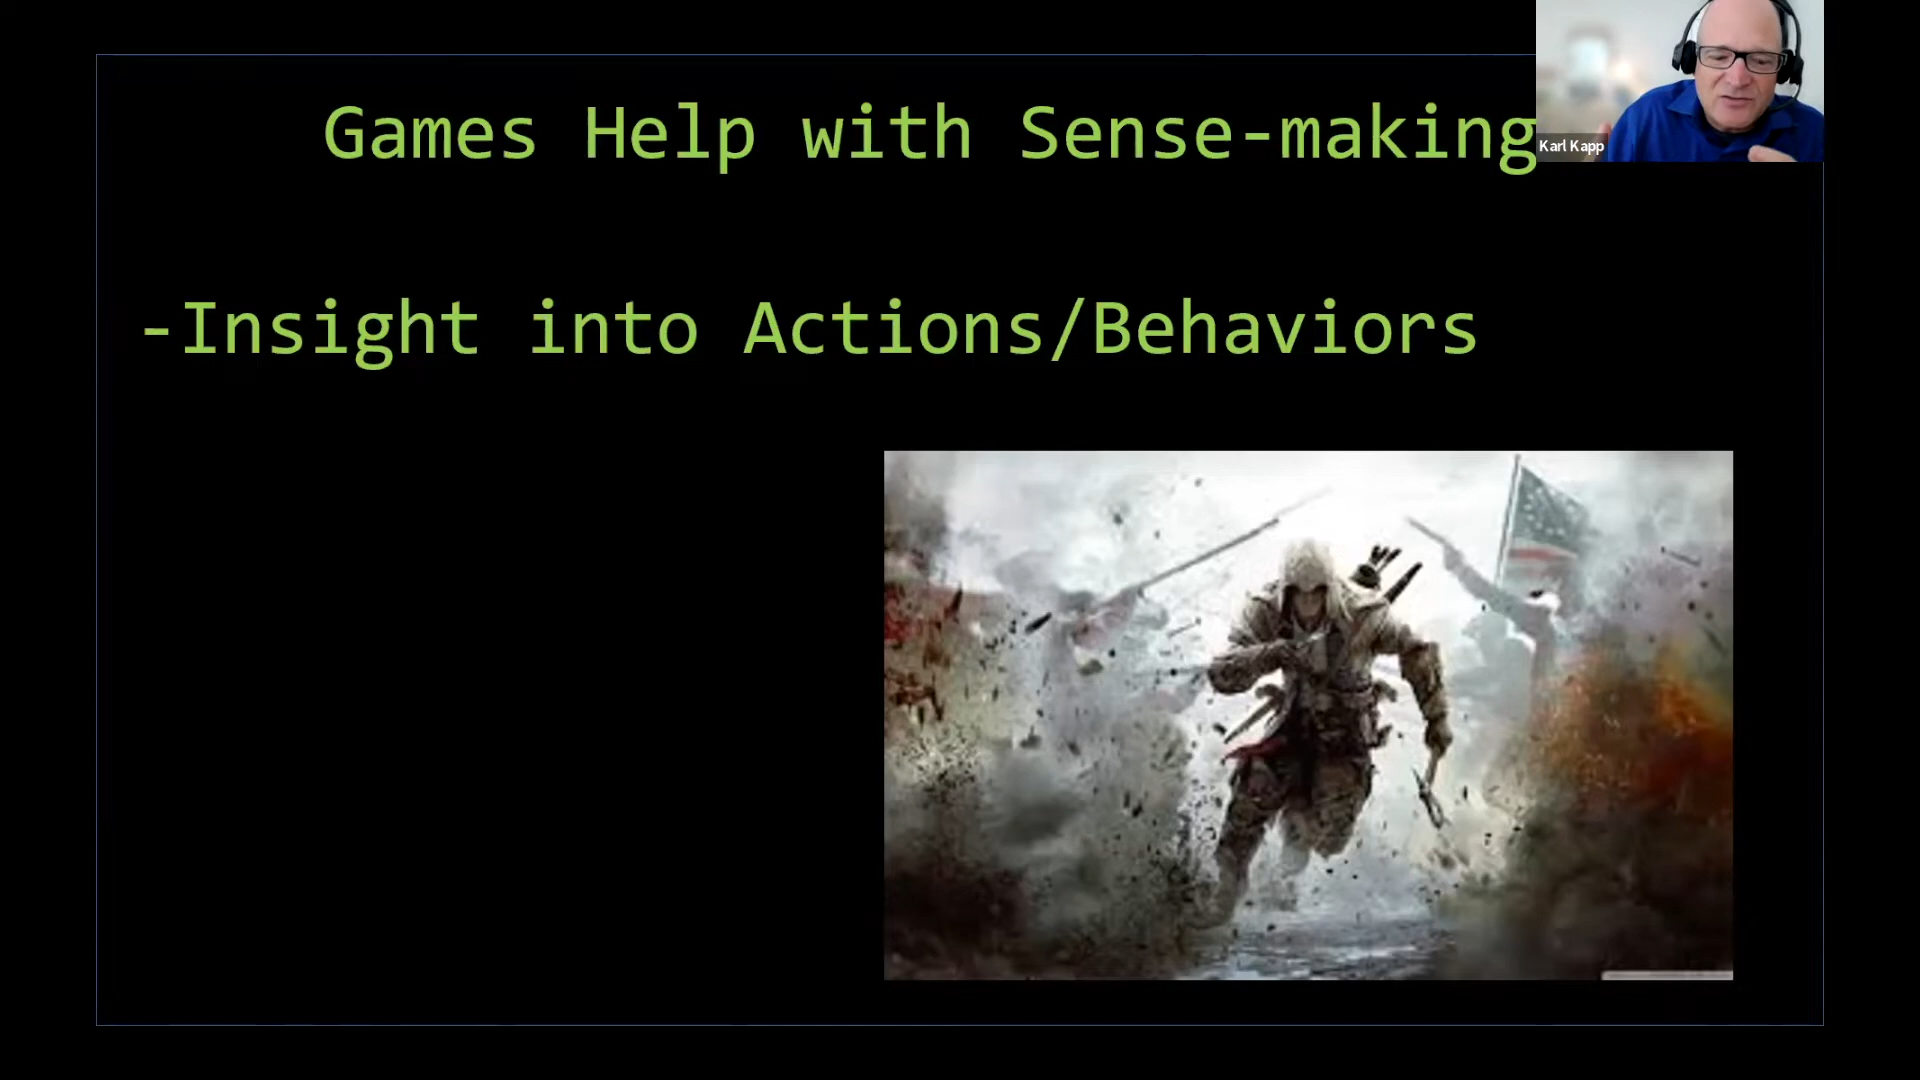 Games Help with Sense-making
Karl Kapp
-Insight into Actions/Behaviors